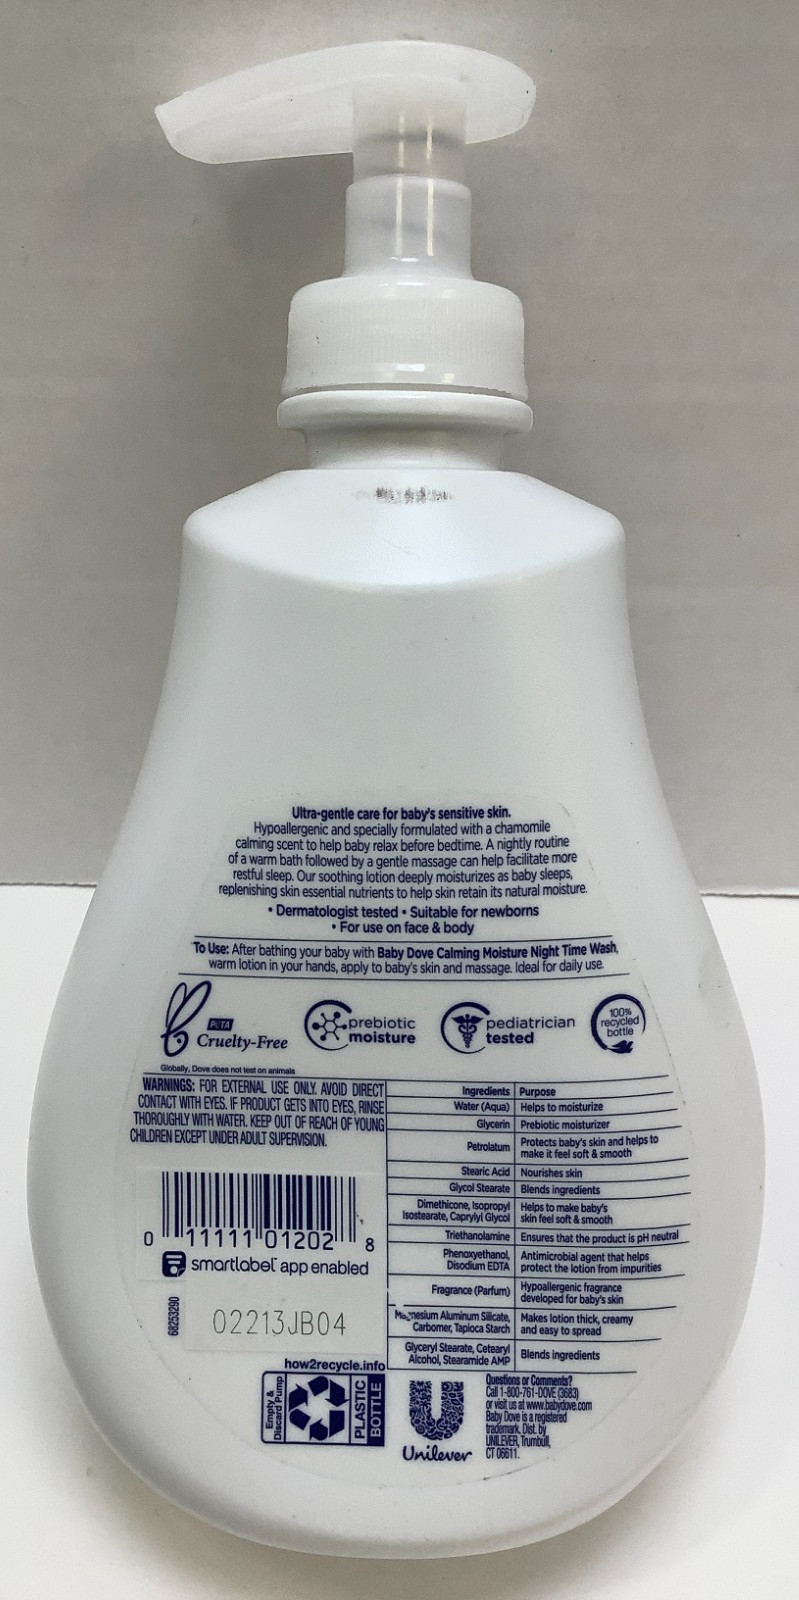 Ultra-gentle care for baby's sensitive skin.
Hypoallergenic and specially formulated with a chamomile
calming scent to help baby relax before bedtime. A nightly routine
of a warm bath followed by a gentle massage can help facilitate more
restful sleep. Our soothing lotion deeply moisturizes as baby sleeps,
replenishing skin essential nutrients to help skin retain its natural moisture.
• Dermatologist tested • Suitable for newborns
• For use on face & body
To Use: After bathing your baby with Baby Dove Calming Moisture Night Time Wash,
warm lotion in your hands, apply to baby's skin and massage. Ideal for daily use.
PETA
Cruelty-Free
prebiotic
moisture
pediatrician
tested
100%
recycled
bottle
Globally, Dove does not test on animals
WARNINGS: FOR EXTERNAL USE ONLY. AVOID DIRECT
CONTACT WITH EYES. IF PRODUCT GETS INTO EYES, RINSE
THOROUGHLY WITH WATER. KEEP OUT OF REACH OF YOUNG
CHILDREN EXCEPT UNDER ADULT SUPERVISION.
Ingredients Purpose
Water (Aqua) Helps to moisturize
Glycerin Prebiotic moisturizer
Petrolatum Protects baby's skin and helps to
make it feel soft & smooth
Stearic Acid Nourishes skin
Glycol Stearate Blends ingredients
Dimethicone, Isopropyl Helps to make baby's
Isostearate, Caprylyl Glycol skin feel soft & smooth
Triethanolamine Ensures that the product is pH neutral
Phenoxyethanol, Antimicrobial agent that helps
Disodium EDTA protect the lotion from impurities
Fragrance (Parfum) Hypoallergenic fragrance
developed for baby's skin
Magnesium Aluminum Silicate, Makes lotion thick, creamy
Carbomer, Tapioca Starch and easy to spread
Glyceryl Stearate, Cetearyl Blends ingredients
Alcohol, Stearamide AMP
0 11111 01202 8
smartlabel™ app enabled
68253290
02213JB04
how2recycle.info
Empty &
Discard Pump
PLASTIC
BOTTLE
Unilever
Questions or Comments?
Call 1-800-761-DOVE (3683)
or visit us at www.babydove.com
Baby Dove is a registered
trademark. Dist. by
UNILEVER, Trumbull,
CT 06611.